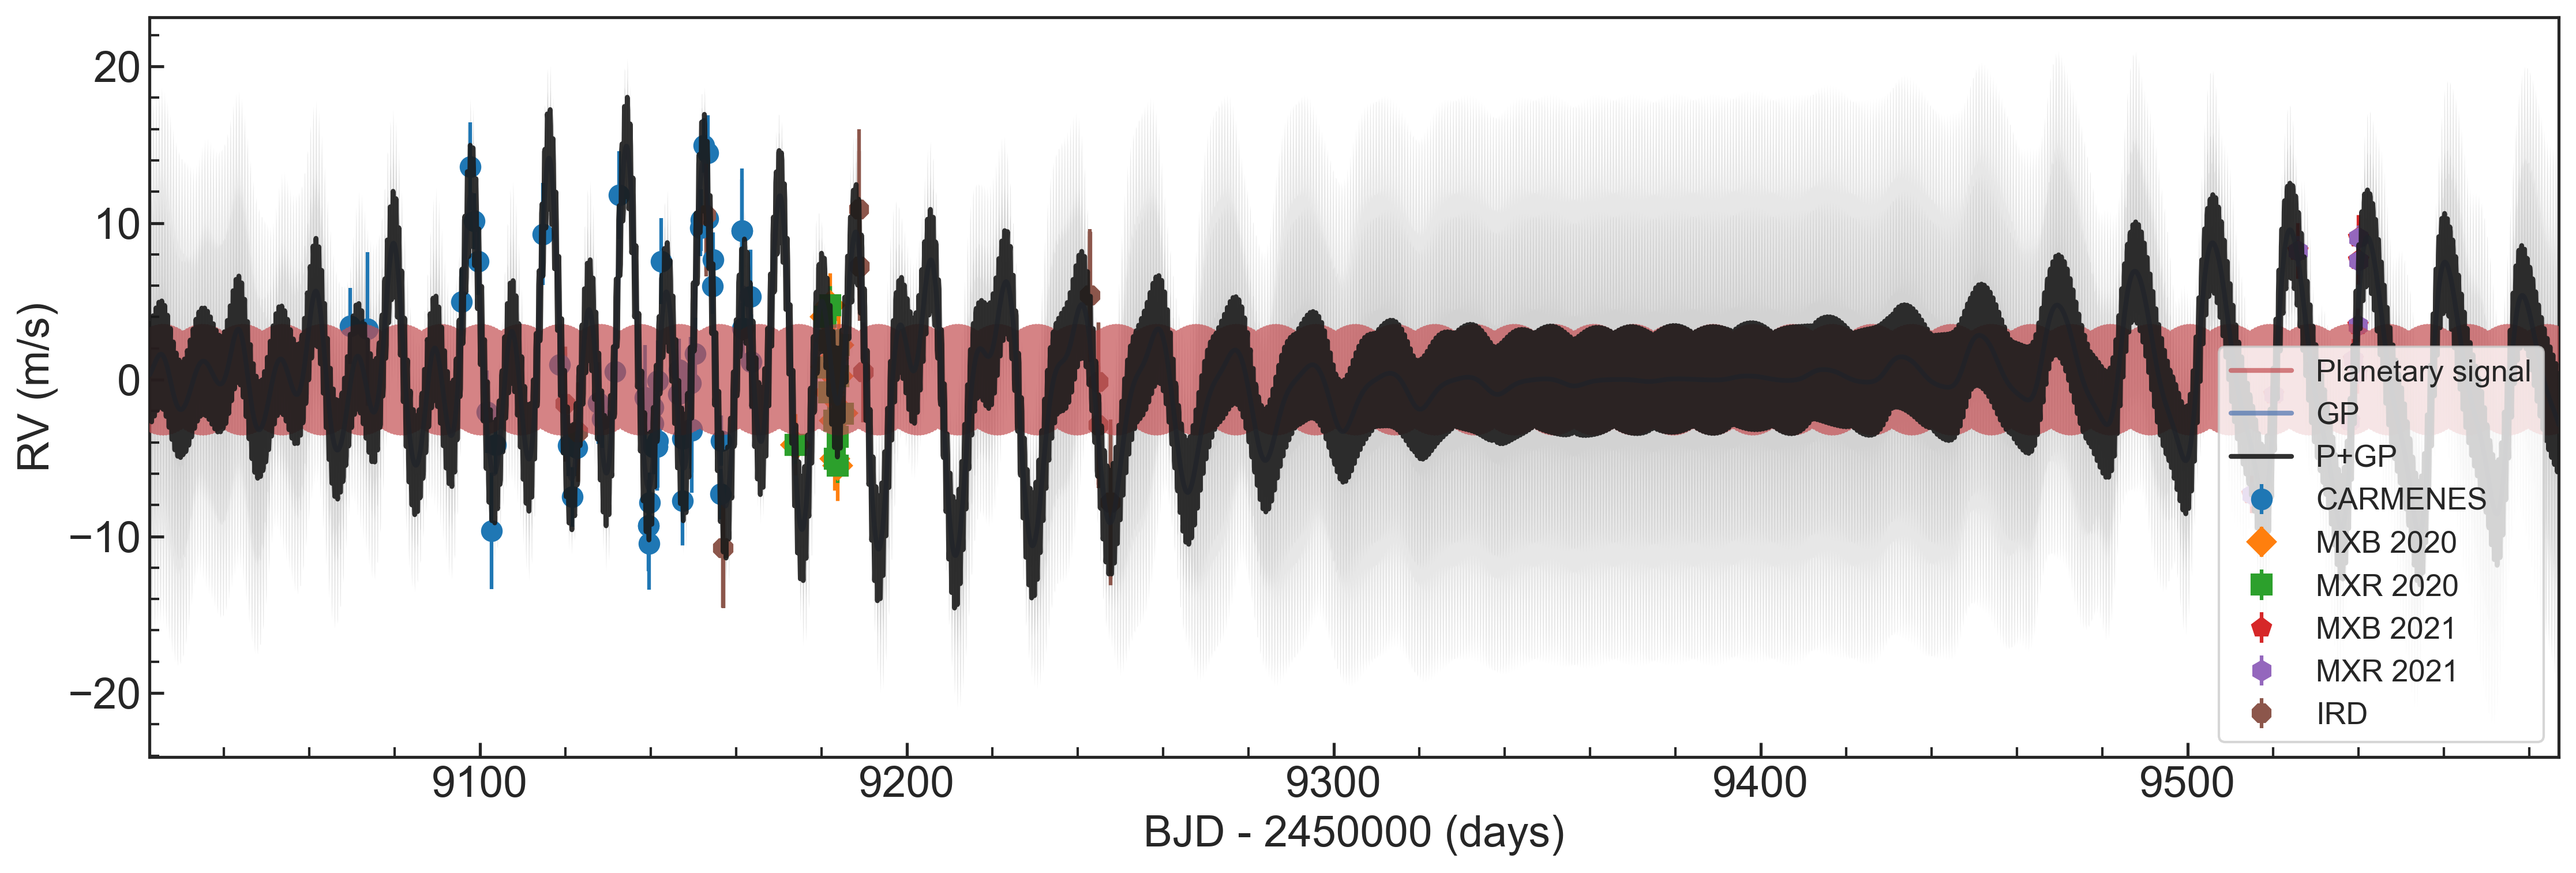 RV (m/s)
20
10
0
−10
−20
Planetary signal
GP
P+GP
CARMENES
MXB 2020
MXR 2020
MXB 2021
MXR 2021
IRD
9100 9200 9300 9400 9500
BJD - 2450000 (days)